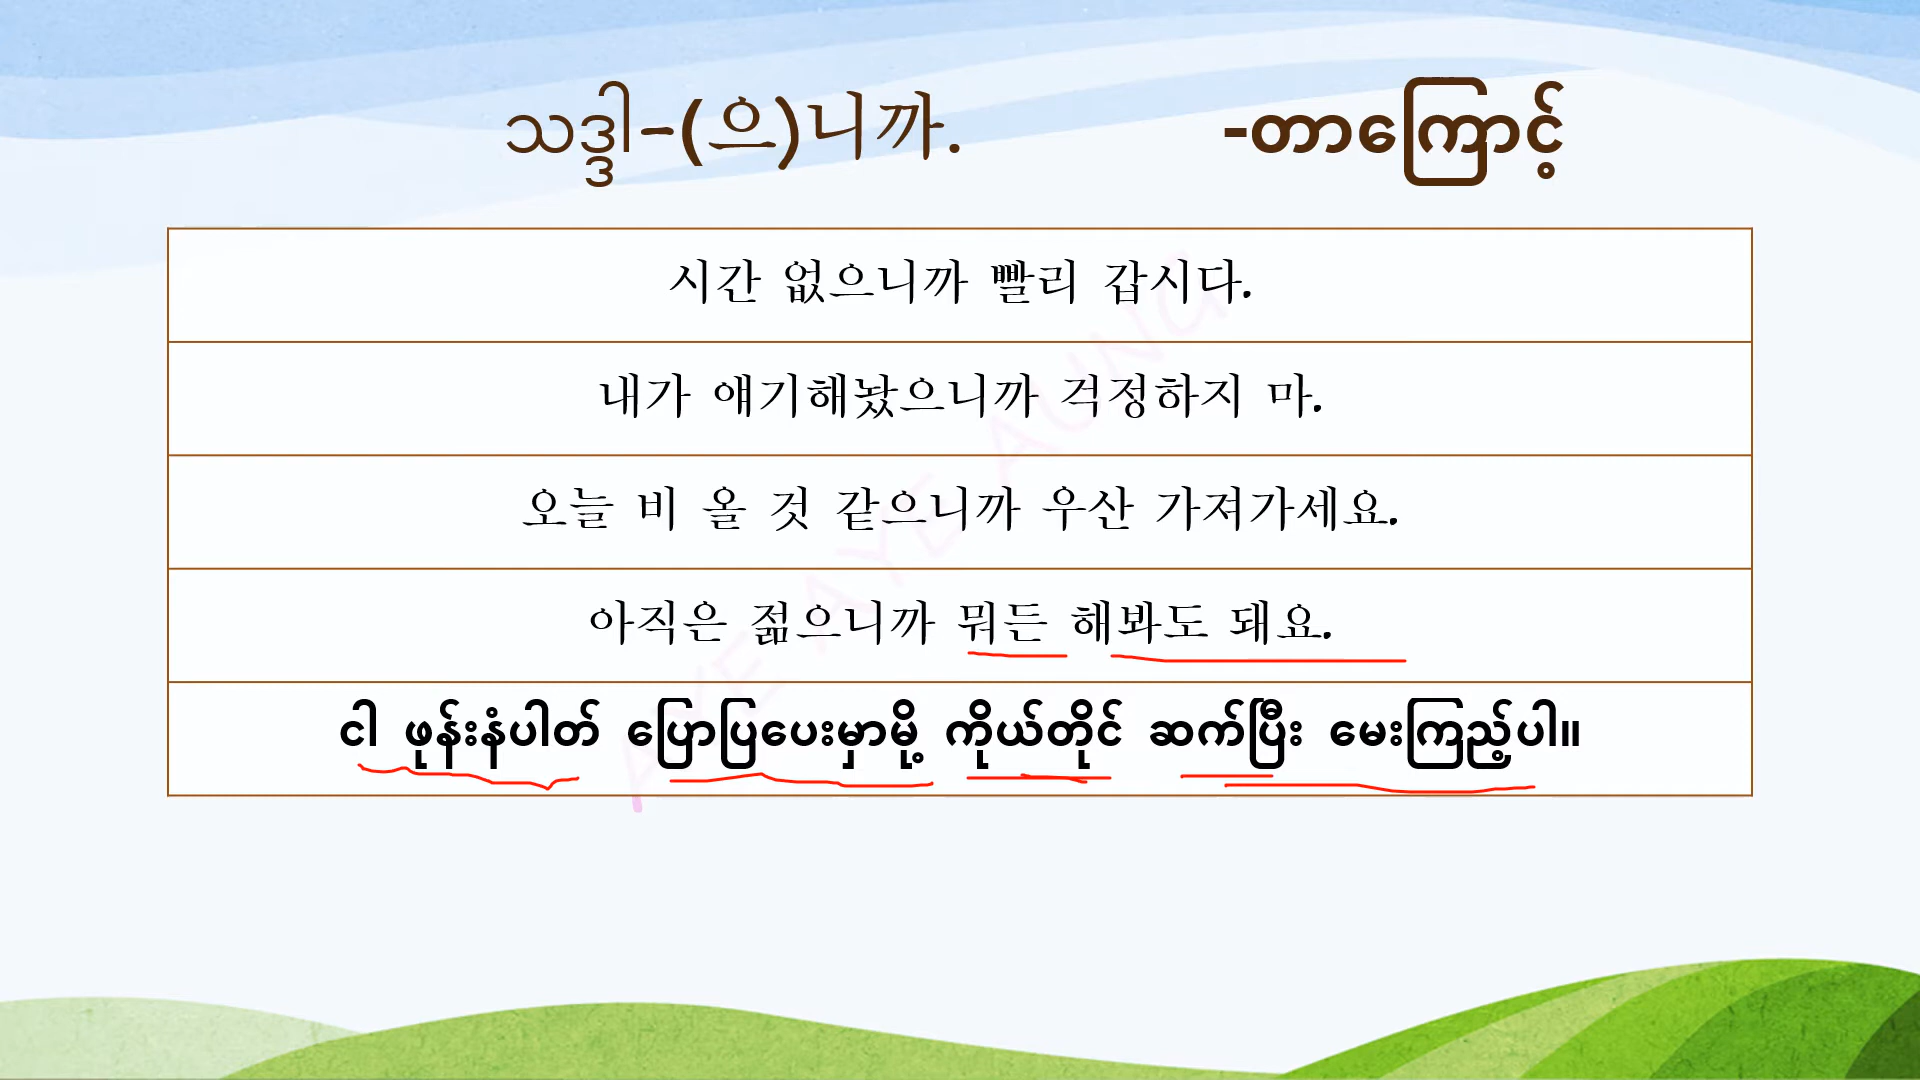 သဒ္ဒါ-(으)니까. -တာကြောင့်
시간 없으니까 빨리 갑시다.
내가 얘기해놨으니까 걱정하지 마.
오늘 비 올 것 같으니까 우산 가져가세요.
아직은 젊으니까 뭐든 해봐도 돼요.
ငါ ဖုန်းနံပါတ် ပြောပြပေးမှာမို့ ကိုယ်တိုင် ဆက်ပြီး မေးကြည့်ပါ။
AYE AYE AUNG